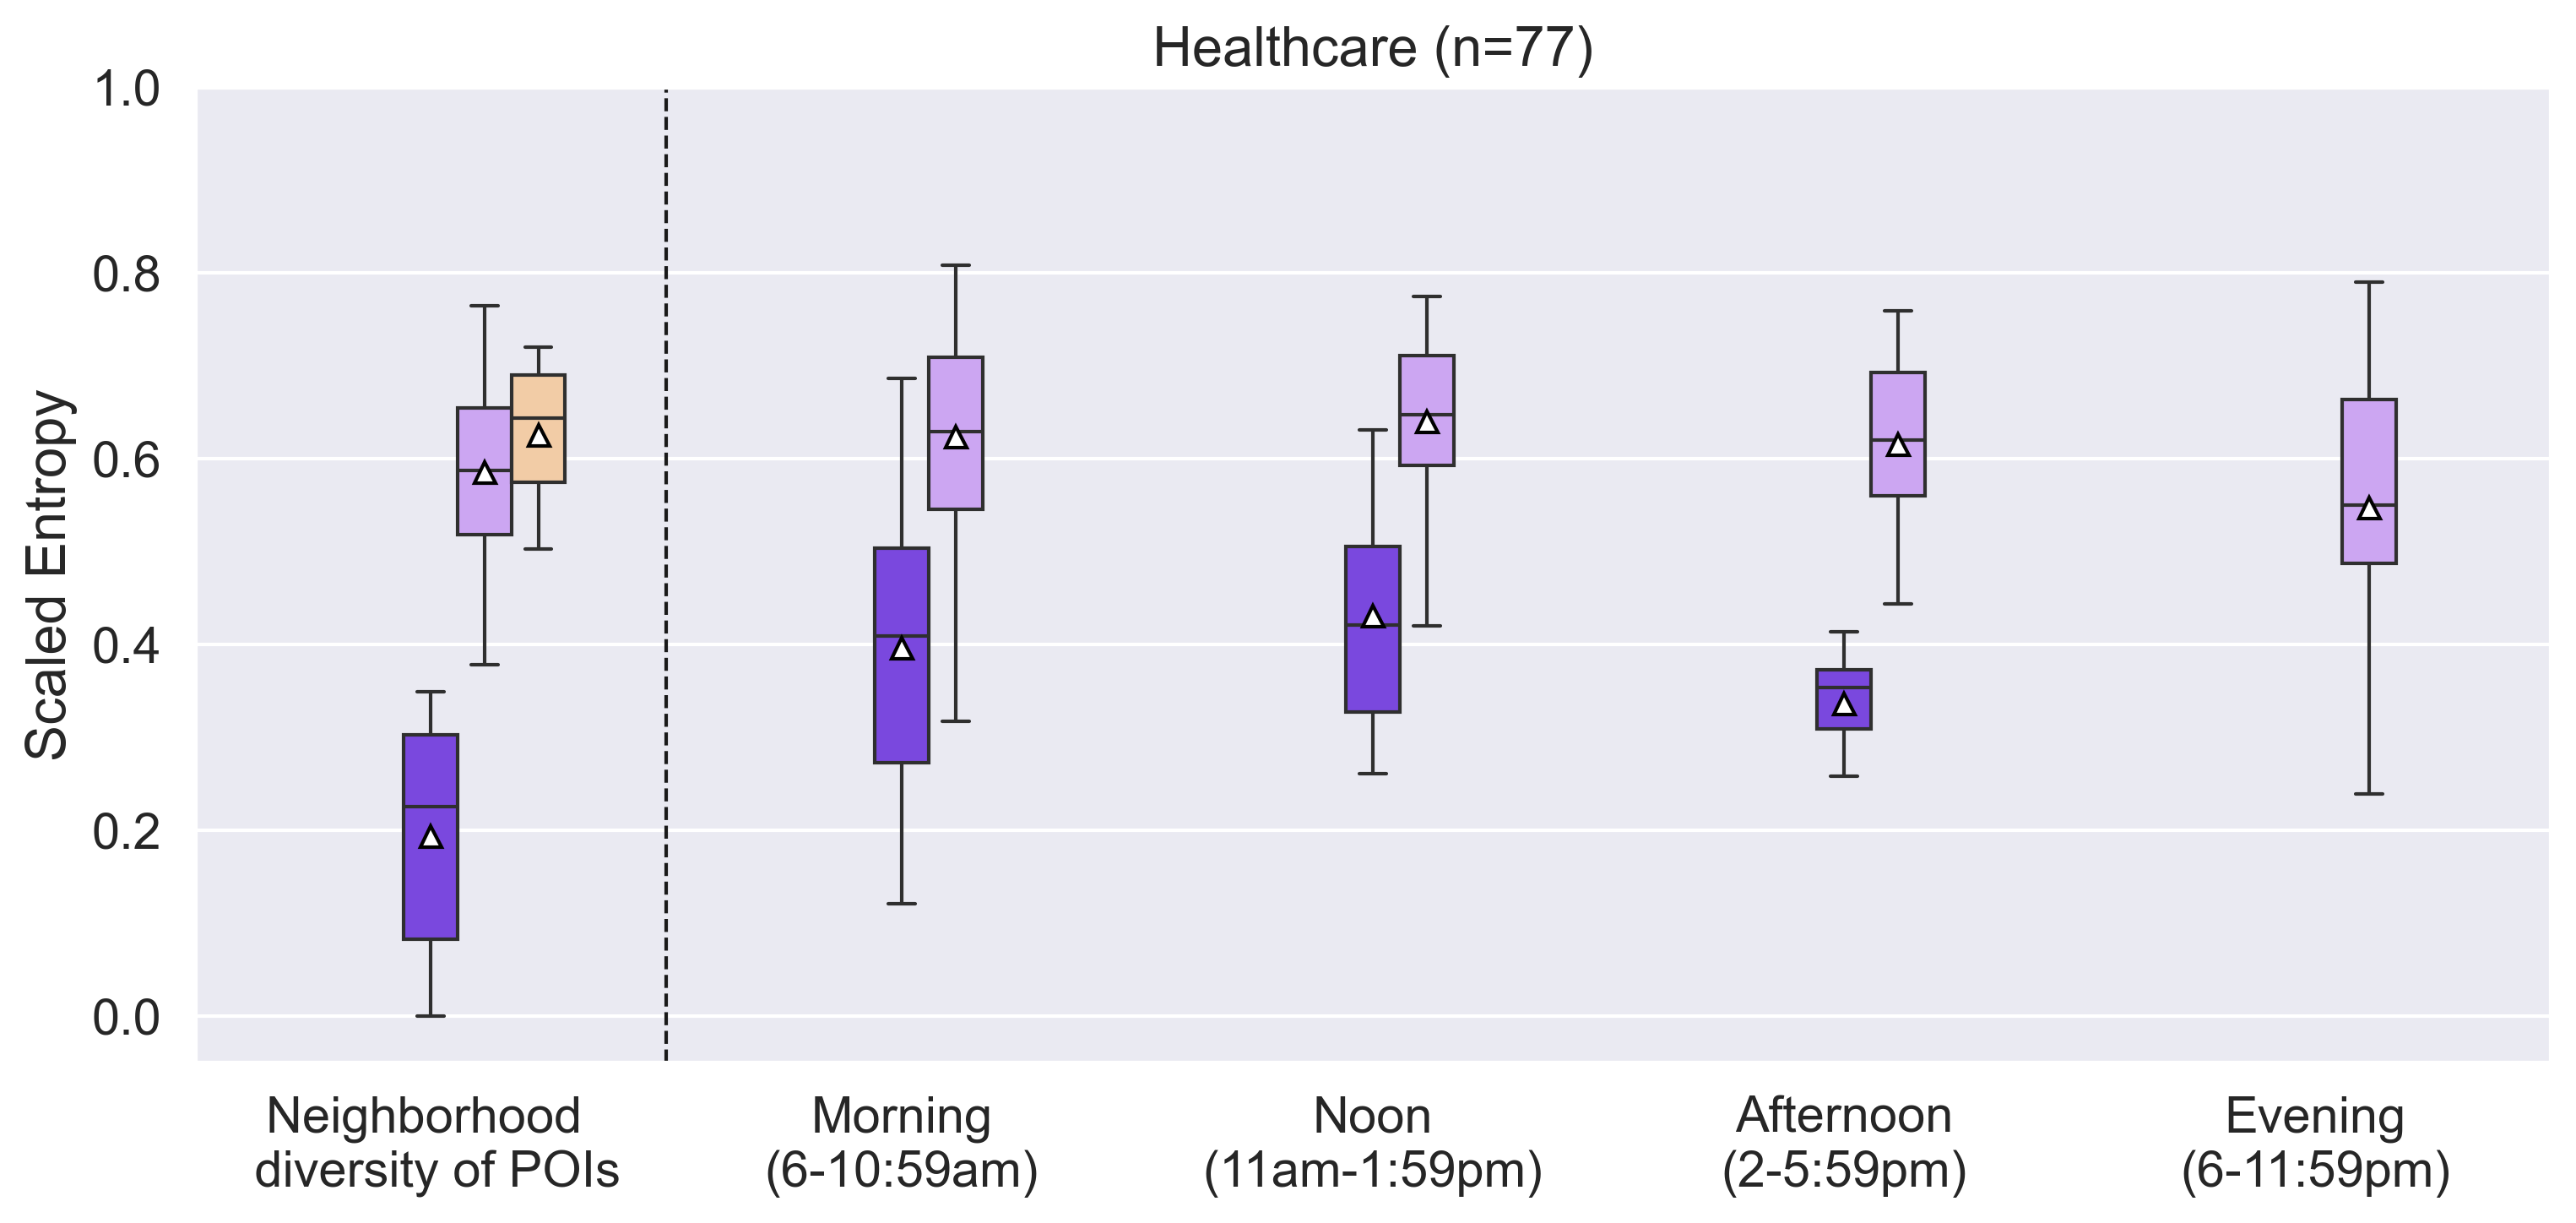 Healthcare (n=77)
Scaled Entropy
1.0
0.8
0.6
0.4
0.2
0.0
Neighborhood
diversity of POIs
Morning
(6-10:59am)
Noon
(11am-1:59pm)
Afternoon
(2-5:59pm)
Evening
(6-11:59pm)